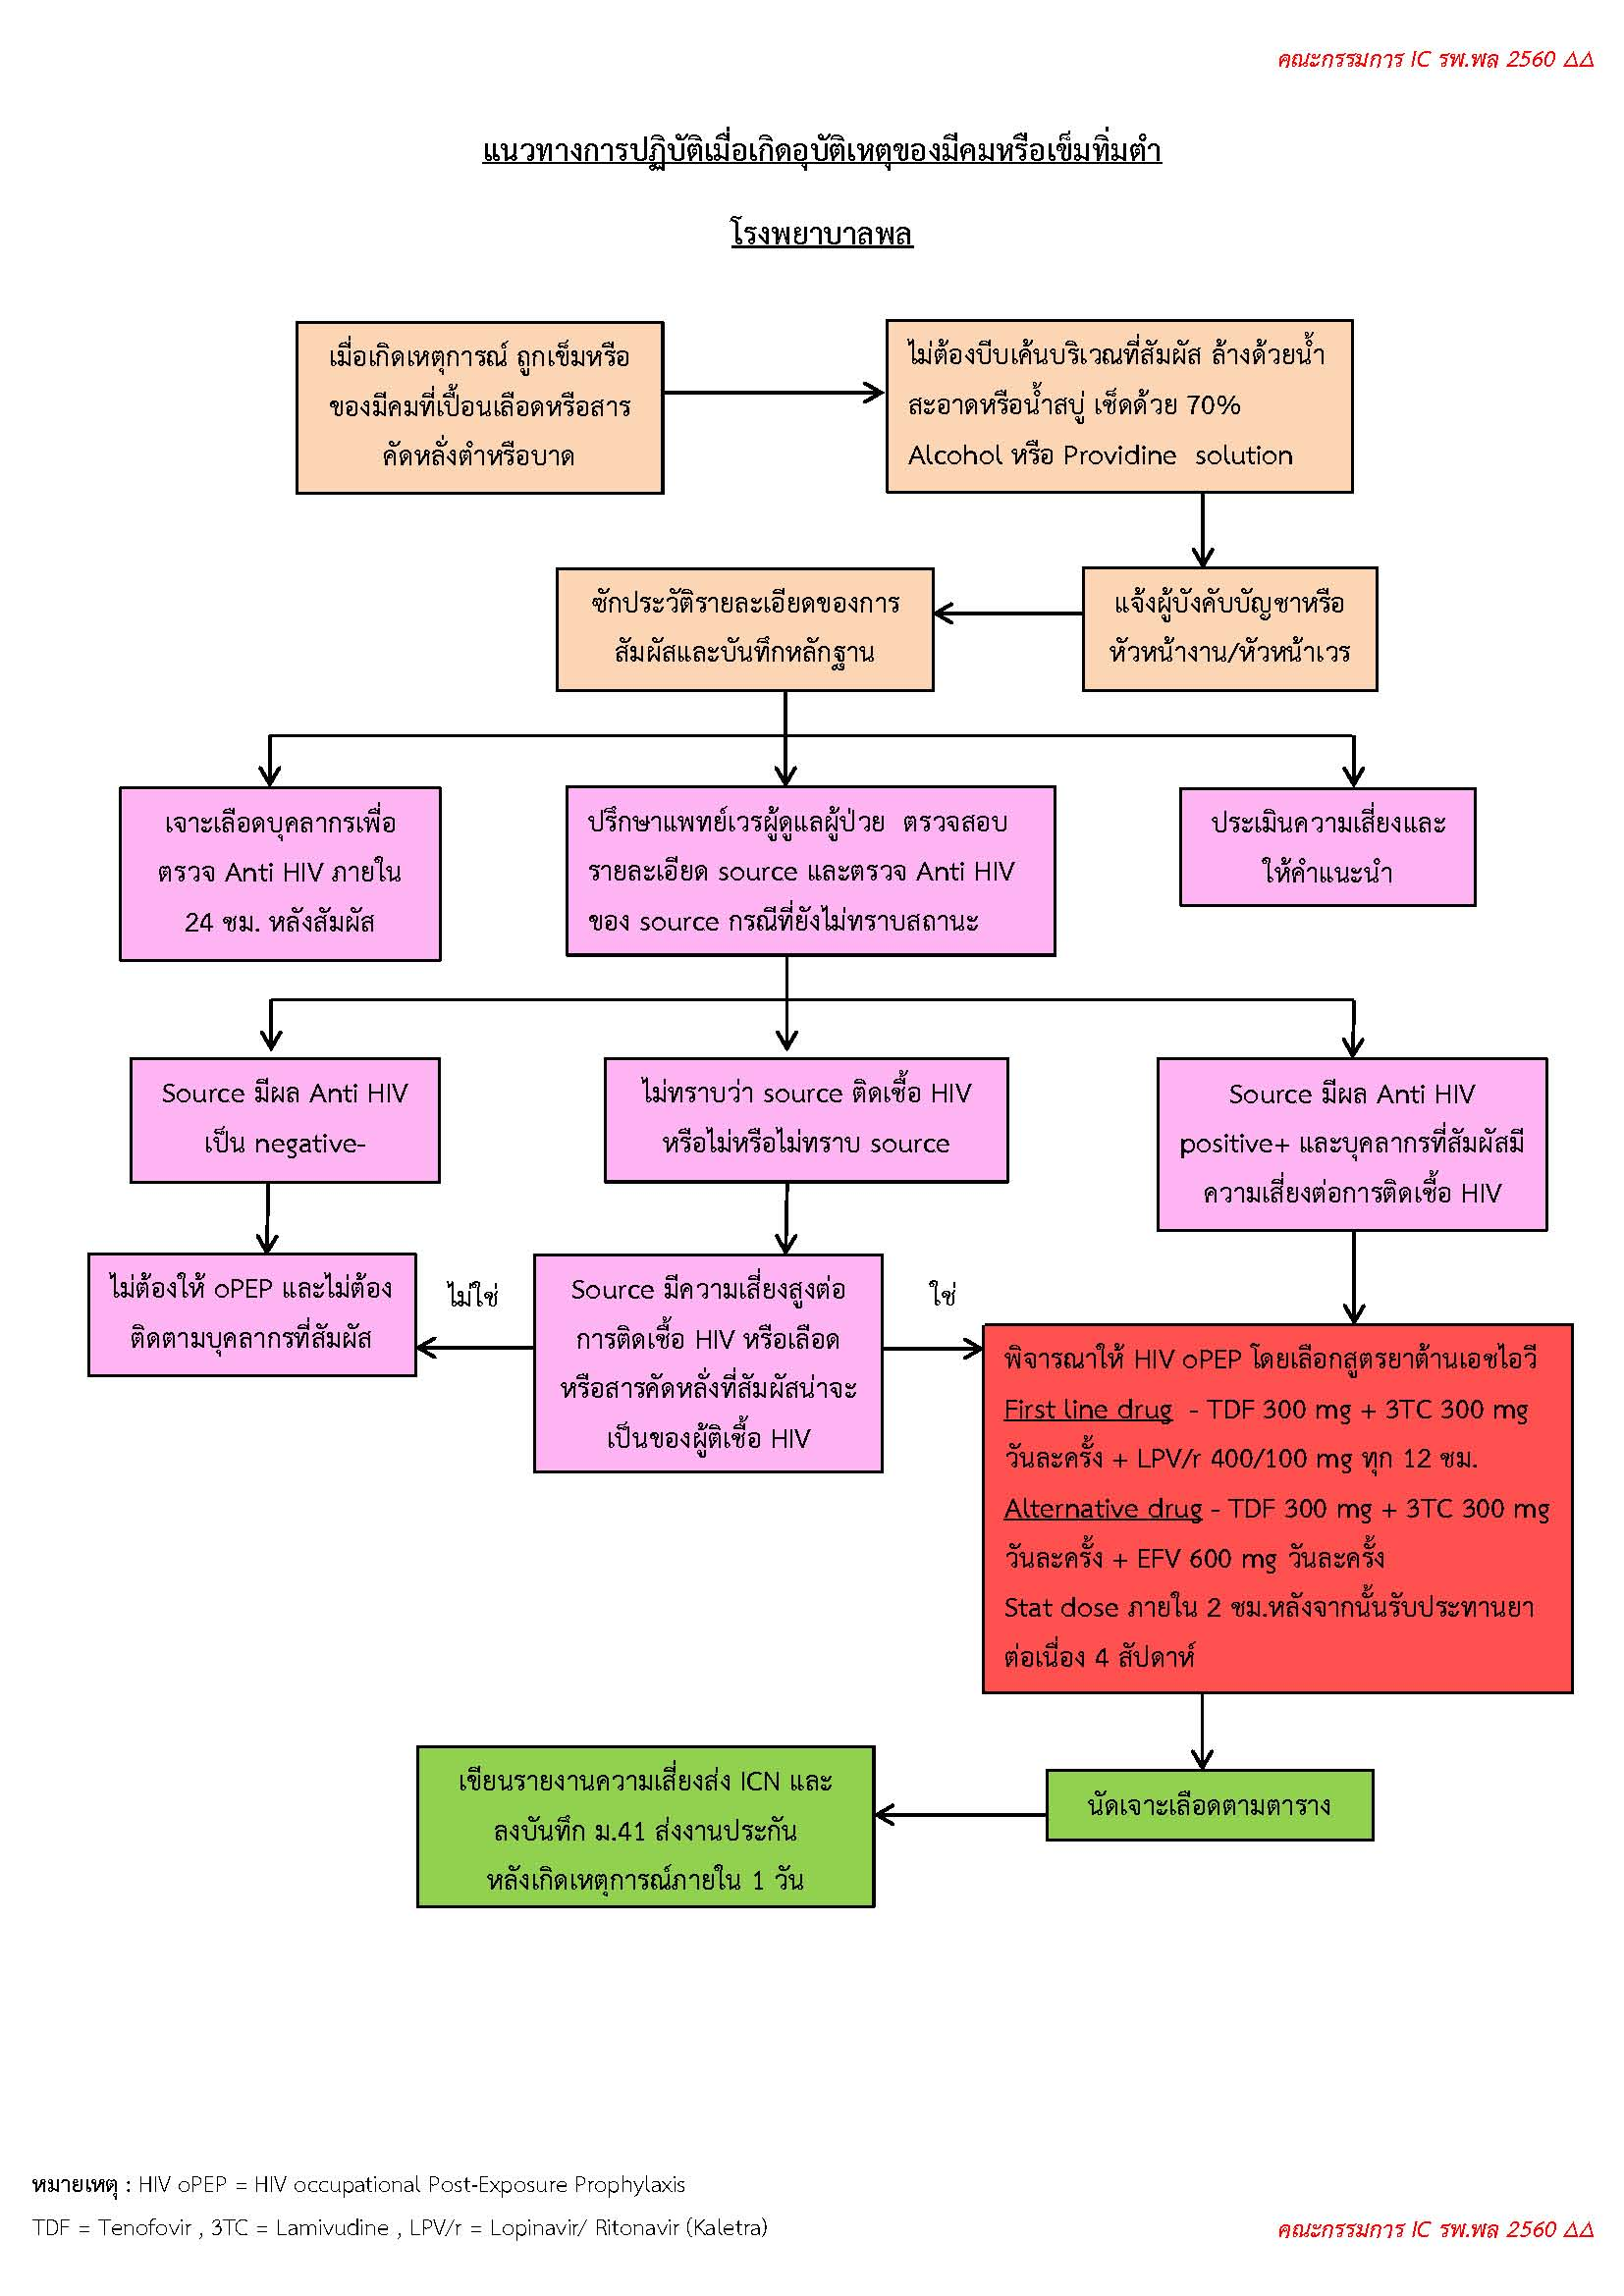 คณะกรรมการ IC รพ.พล 2560 ΔΔ
แนวทางการปฏิบัติเมื่อเกิดอุบัติเหตุของมีคมหรือเข็มทิ่มตำ
โรงพยาบาลพล
เมื่อเกิดเหตุการณ์ ถูกเข็มหรือ
ของมีคมที่เปื้อนเลือดหรือสาร
คัดหลั่งตำหรือบาด
ไม่ต้องบีบเค้นบริเวณที่สัมผัส ล้างด้วยน้ำ
สะอาดหรือน้ำสบู่ เช็ดด้วย 70%
Alcohol หรือ Providine solution
แจ้งผู้บังคับบัญชาหรือ
หัวหน้างาน/หัวหน้าเวร
ซักประวัติรายละเอียดของการ
สัมผัสและบันทึกหลักฐาน
เจาะเลือดบุคลากรเพื่อ
ตรวจ Anti HIV ภายใน
24 ชม. หลังสัมผัส
ปรึกษาแพทย์เวรผู้ดูแลผู้ป่วย ตรวจสอบ
รายละเอียด source และตรวจ Anti HIV
ของ source กรณีที่ยังไม่ทราบสถานะ
ประเมินความเสี่ยงและ
ให้คำแนะนำ
Source มีผล Anti HIV
เป็น negative-
ไม่ทราบว่า source ติดเชื้อ HIV
หรือไม่หรือไม่ทราบ source
Source มีผล Anti HIV
positive+ และบุคลากรที่สัมผัสมี
ความเสี่ยงต่อการติดเชื้อ HIV
ไม่ต้องให้ oPEP และไม่ต้อง
ติดตามบุคลากรที่สัมผัส
ไม่ใช่
Source มีความเสี่ยงสูงต่อ
การติดเชื้อ HIV หรือเลือด
หรือสารคัดหลั่งที่สัมผัสน่าจะ
เป็นของผู้ติเชื้อ HIV
ใช่
พิจารณาให้ HIV oPEP โดยเลือกสูตรยาต้านเอชไอวี
First line drug - TDF 300 mg + 3TC 300 mg
วันละครั้ง + LPV/r 400/100 mg ทุก 12 ชม.
Alternative drug - TDF 300 mg + 3TC 300 mg
วันละครั้ง + EFV 600 mg วันละครั้ง
Stat dose ภายใน 2 ชม.หลังจากนั้นรับประทานยา
ต่อเนื่อง 4 สัปดาห์
นัดเจาะเลือดตามตาราง
เขียนรายงานความเสี่ยงส่ง ICN และ
ลงบันทึก ม.41 ส่งงานประกัน
หลังเกิดเหตุการณ์ภายใน 1 วัน
หมายเหตุ : HIV oPEP = HIV occupational Post-Exposure Prophylaxis
TDF = Tenofovir , 3TC = Lamivudine , LPV/r = Lopinavir/ Ritonavir (Kaletra)
คณะกรรมการ IC รพ.พล 2560 ΔΔ